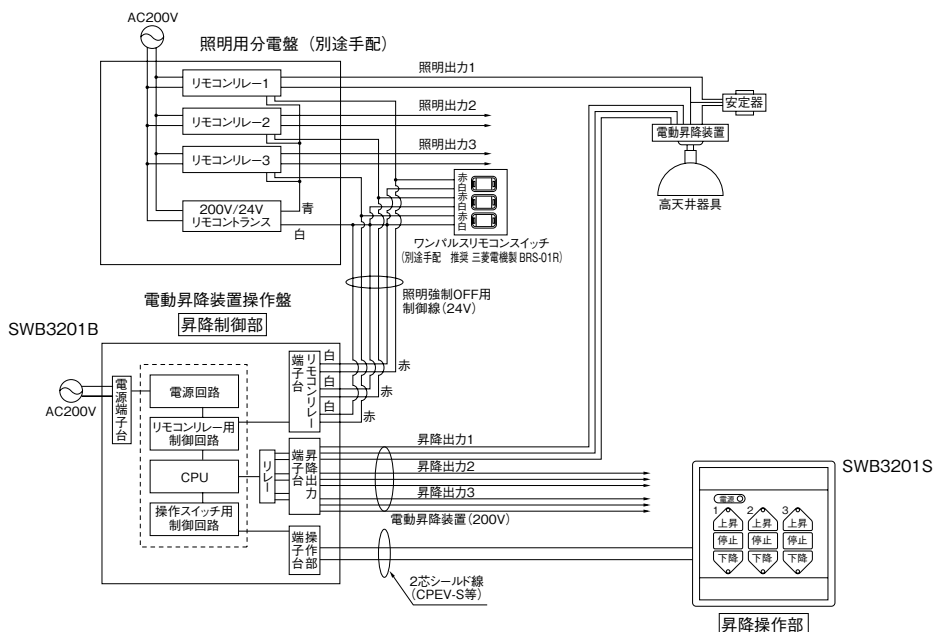 AC200V
照明用分電盤（別途手配）
照明出力1
リモコンリレー1
安定器
照明出力2
リモコンリレー2
電動昇降装置
照明出力3
リモコンリレー3
高天井器具
200V/24V
リモコントランス
青
白
赤
白
赤
白
赤
白
ワンパルスリモコンスイッチ
（別途手配　推奨 三菱電機製 BRS-01R）
照明強制OFF用
制御線（24V）
電動昇降装置操作盤
昇降制御部
SWB3201B
AC200V
電源端子台
電源回路
リモコンリレー用
制御回路
CPU
操作スイッチ用
制御回路
リモコンリレー
端子台
白
赤
白
赤
白
赤
リレー
昇降出力
端子台
操作部
端子台
昇降出力1
昇降出力2
昇降出力3
電動昇降装置（200V）
2芯シールド線
（CPEV-S等）
SWB3201S
電源
1 2 3
上昇 上昇 上昇
停止 停止 停止
下降 下降 下降
昇降操作部